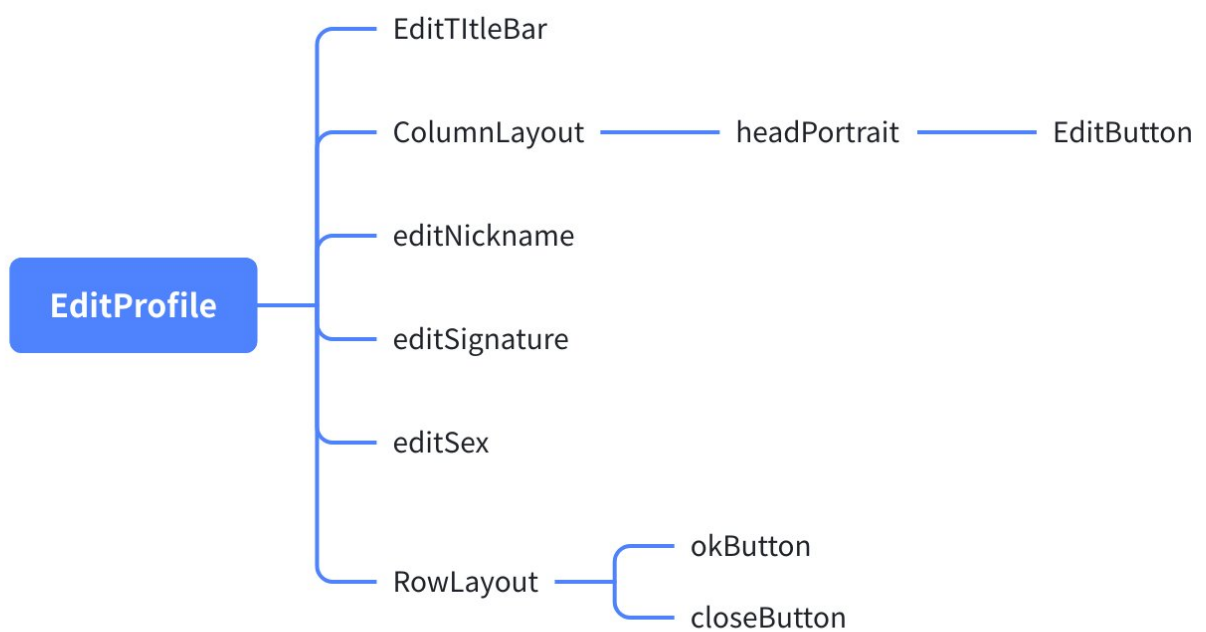 EditTItleBar
ColumnLayout headPortrait EditButton
editNickname
EditProfile
editSignature
editSex
okButton
RowLayout
closeButton